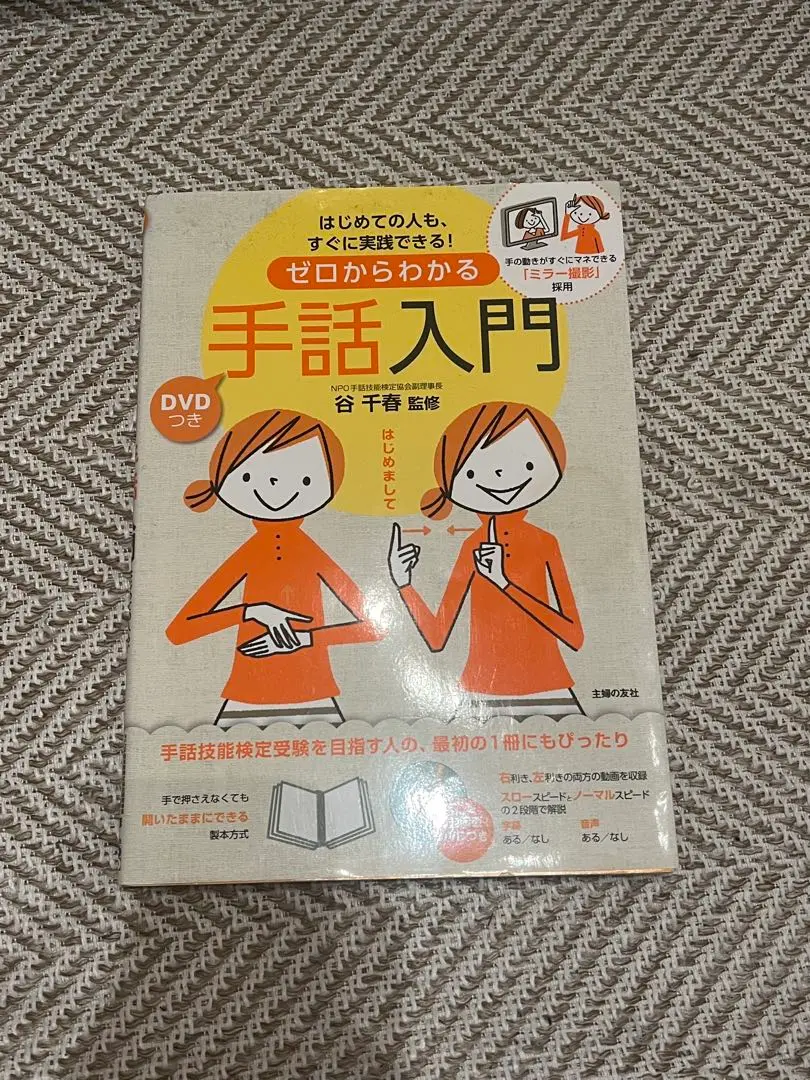 はじめての人も、
すぐに実践できる!
ゼロからわかる
手話入門
手の動きがすぐにマネできる
「ミラー撮影」
採用
DVD
つき
NPO手話技能検定協会副理事長
谷 千春 監修
はじめまして
主婦の友社
手話技能検定受験を目指す人の、最初の1冊にもぴったり
手で押さえなくても
開いたままにできる
製本方式
右利き、左利きの両方の動画を収録
スロースピードとノーマルスピード
の2段階で解説
字幕 音声
ある/なし ある/なし